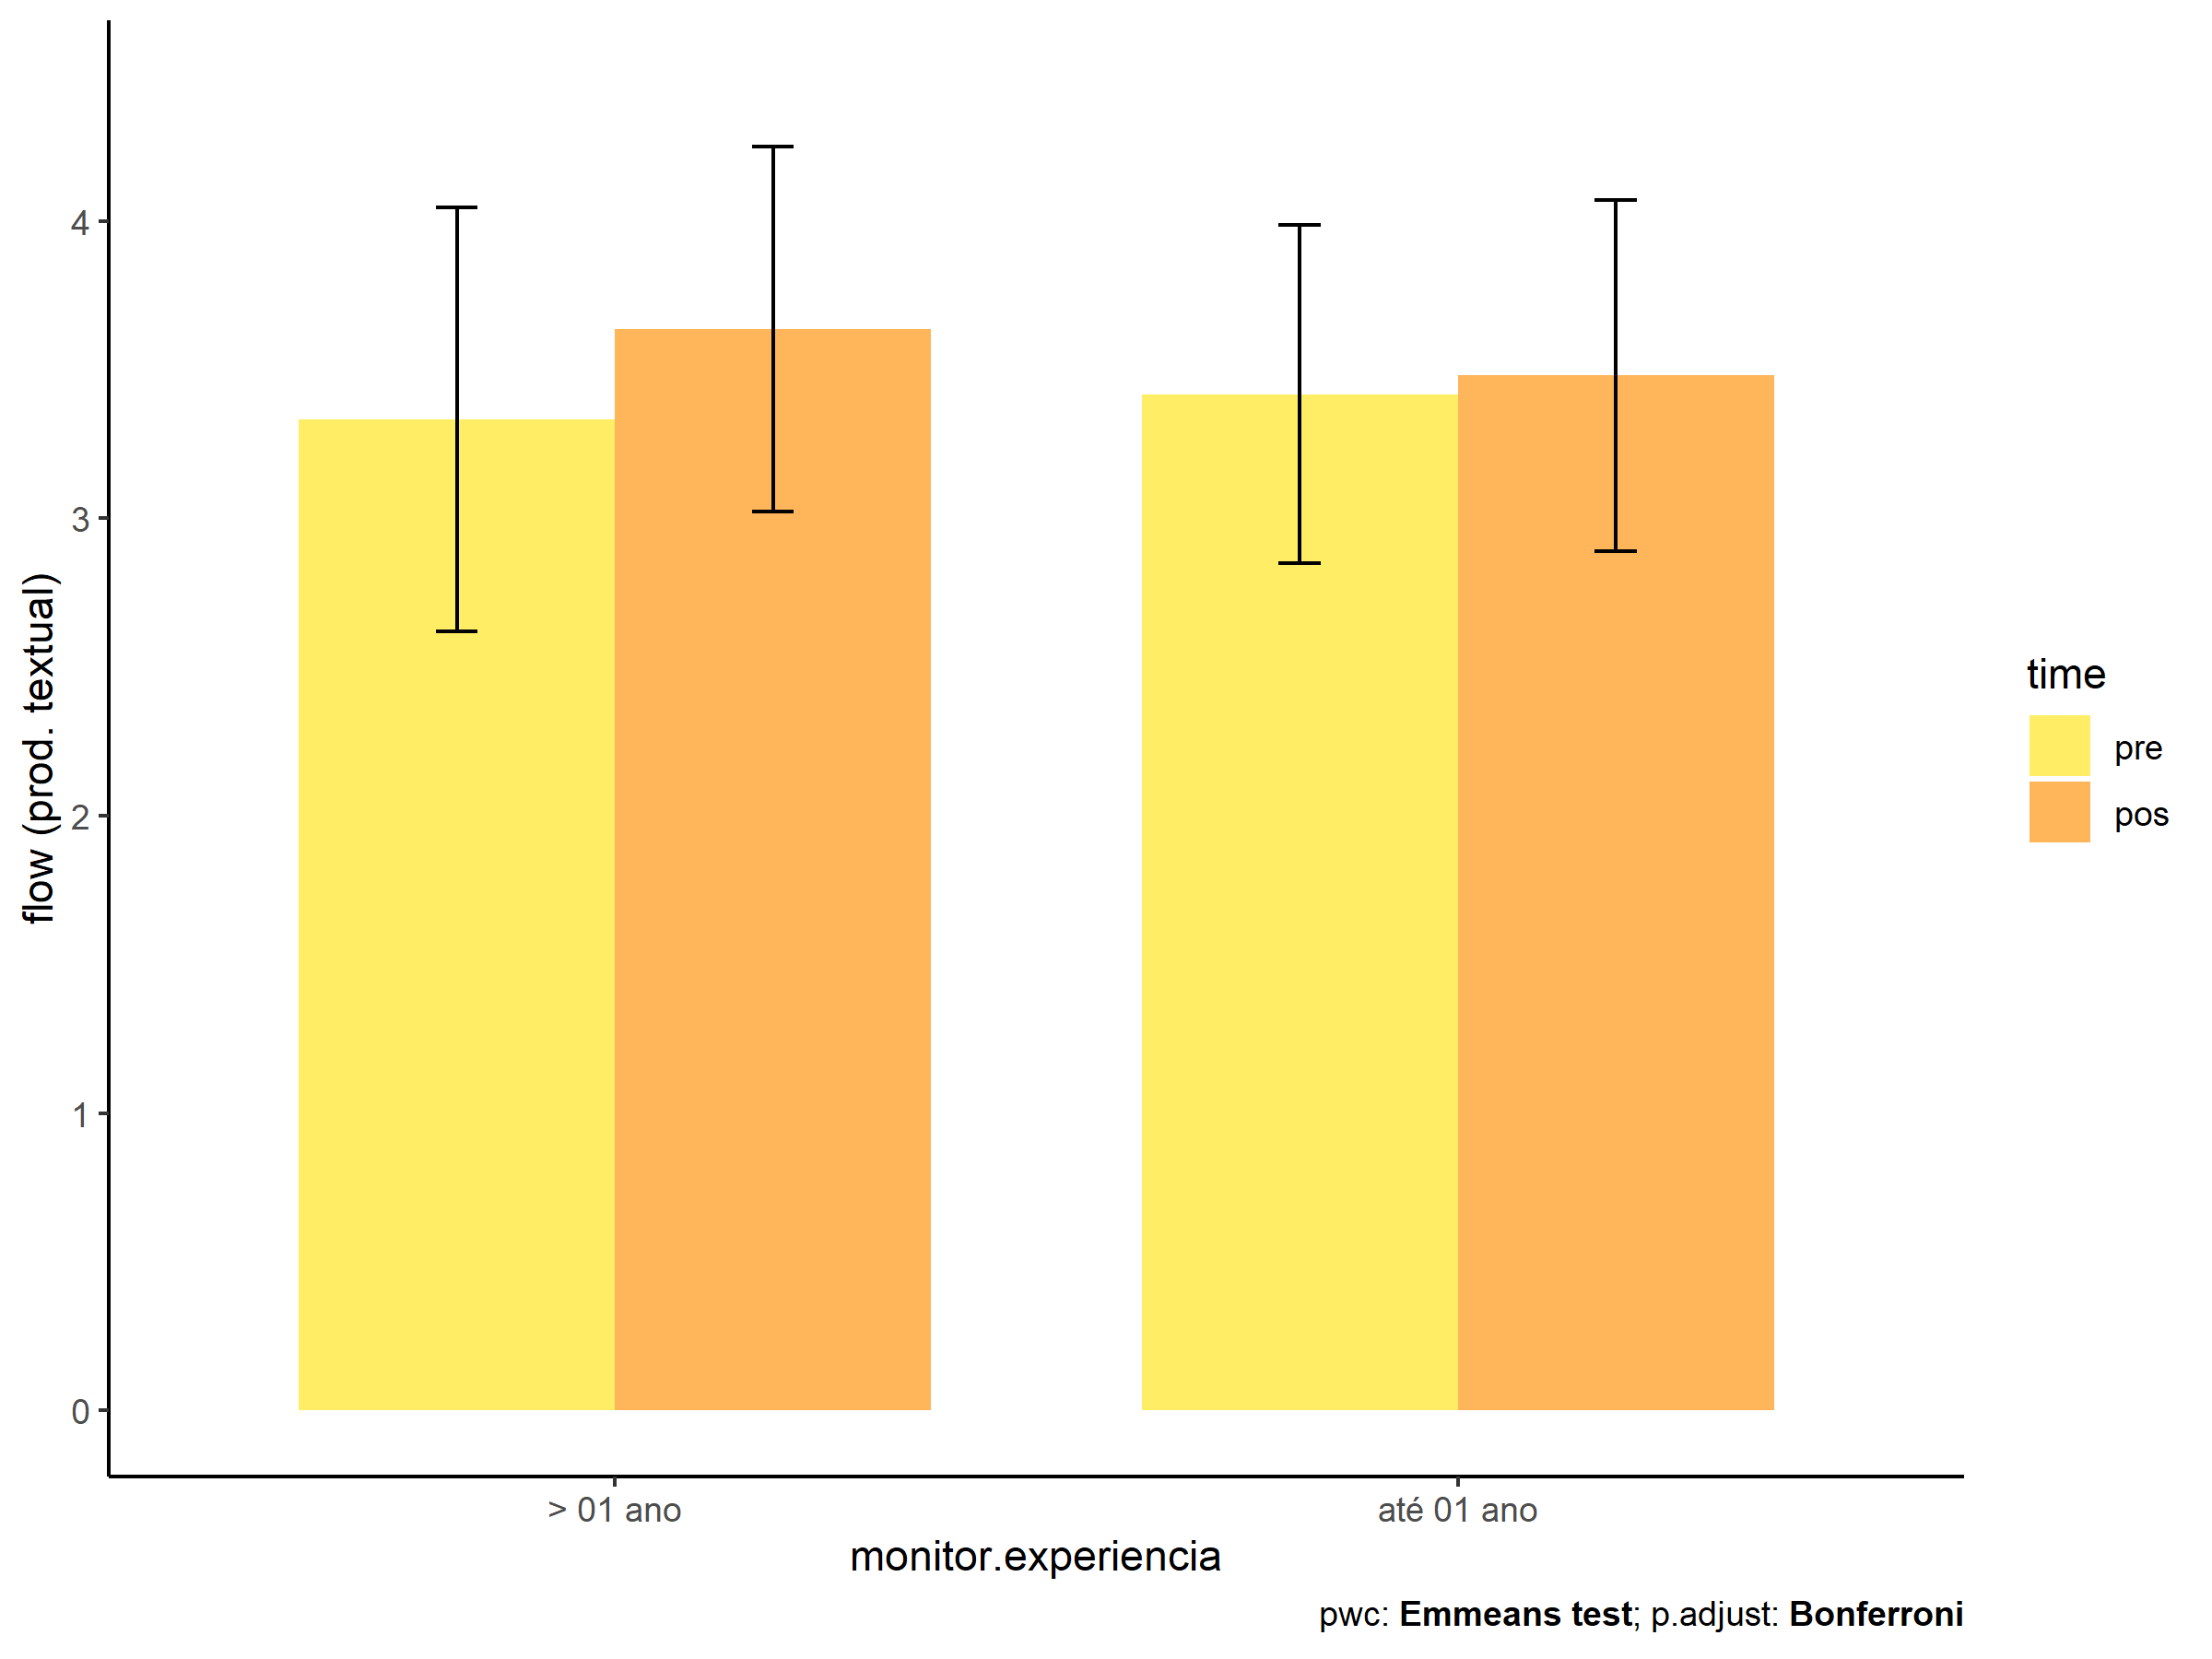 flow (prod. textual)
4
3
2
1
0
> 01 ano
até 01 ano
monitor.experiencia
time
pre
pos
pwc: Emmeans test; p.adjust: Bonferroni